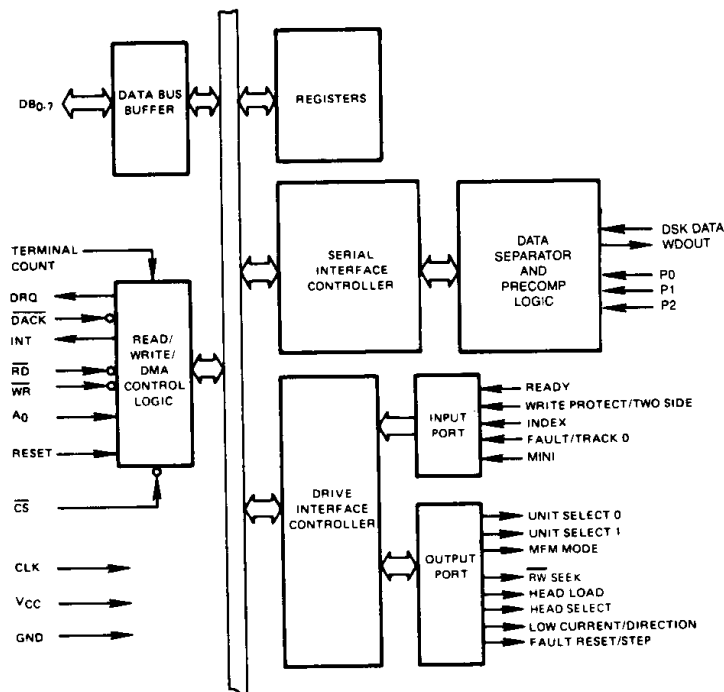 DATA BUS
BUFFER
REGISTERS
DB0-7
TERMINAL
COUNT
DRQ
DACK
INT
RD
WR
A0
RESET
CS
CLK
VCC
GND
READ/
WRITE/
DMA
CONTROL
LOGIC
SERIAL
INTERFACE
CONTROLLER
DATA
SEPARATOR
AND
PRECOMP
LOGIC
DSK DATA
WDOUT
P0
P1
P2
DRIVE
INTERFACE
CONTROLLER
INPUT
PORT
READY
WRITE PROTECT/TWO SIDE
INDEX
FAULT/TRACK 0
MINI
OUTPUT
PORT
UNIT SELECT 0
UNIT SELECT 1
MFM MODE
RW SEEK
HEAD LOAD
HEAD SELECT
LOW CURRENT/DIRECTION
FAULT RESET/STEP